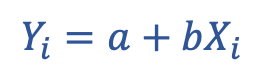 Yᵢ = a + bXᵢ